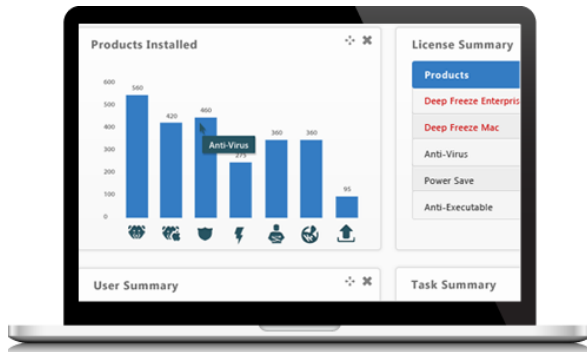 Products Installed
600
500
400
300
200
100
0
560
420
460
275
360
360
95
Anti-Virus
License Summary
Products
Deep Freeze Enterpris
Deep Freeze Mac
Anti-Virus
Power Save
Anti-Executable
User Summary
Task Summary